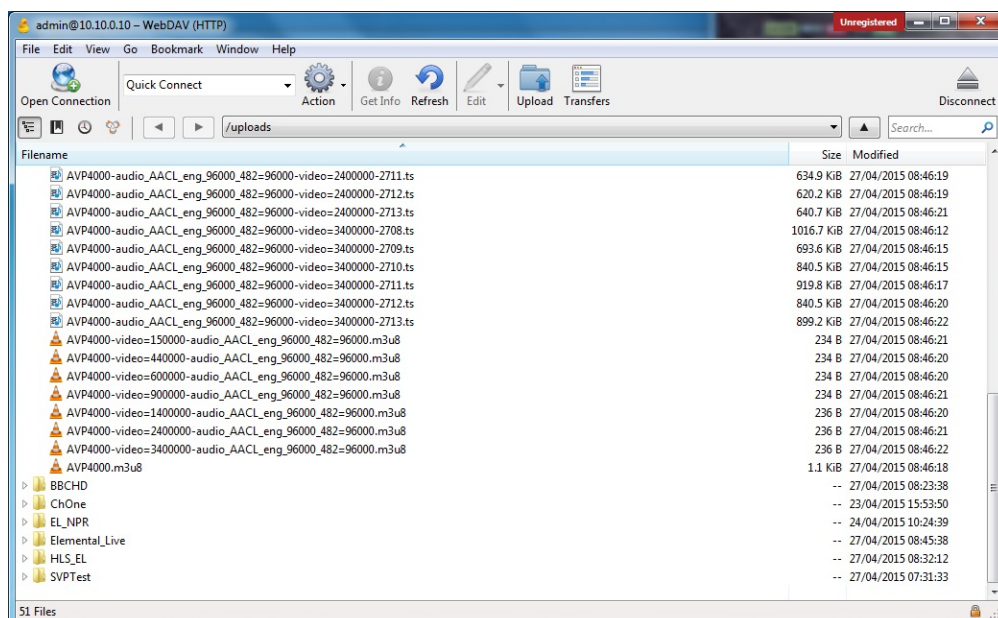 admin@10.10.0.10 – WebDAV (HTTP) Unregistered
File Edit View Go Bookmark Window Help
Quick Connect
Open Connection Action Get Info Refresh Edit Upload Transfers Disconnect
/uploads Search...
Filename Size Modified
AVP4000-audio_AACL_eng_96000_482=96000-video=2400000-2711.ts 634.9 KiB 27/04/2015 08:46:19
AVP4000-audio_AACL_eng_96000_482=96000-video=2400000-2712.ts 620.2 KiB 27/04/2015 08:46:19
AVP4000-audio_AACL_eng_96000_482=96000-video=2400000-2713.ts 640.7 KiB 27/04/2015 08:46:21
AVP4000-audio_AACL_eng_96000_482=96000-video=3400000-2708.ts 1016.7 KiB 27/04/2015 08:46:12
AVP4000-audio_AACL_eng_96000_482=96000-video=3400000-2709.ts 693.6 KiB 27/04/2015 08:46:15
AVP4000-audio_AACL_eng_96000_482=96000-video=3400000-2710.ts 840.5 KiB 27/04/2015 08:46:15
AVP4000-audio_AACL_eng_96000_482=96000-video=3400000-2711.ts 919.8 KiB 27/04/2015 08:46:17
AVP4000-audio_AACL_eng_96000_482=96000-video=3400000-2712.ts 840.5 KiB 27/04/2015 08:46:20
AVP4000-audio_AACL_eng_96000_482=96000-video=3400000-2713.ts 899.2 KiB 27/04/2015 08:46:22
AVP4000-video=150000-audio_AACL_eng_96000_482=96000.m3u8 234 B 27/04/2015 08:46:21
AVP4000-video=440000-audio_AACL_eng_96000_482=96000.m3u8 234 B 27/04/2015 08:46:20
AVP4000-video=600000-audio_AACL_eng_96000_482=96000.m3u8 234 B 27/04/2015 08:46:20
AVP4000-video=900000-audio_AACL_eng_96000_482=96000.m3u8 234 B 27/04/2015 08:46:21
AVP4000-video=1400000-audio_AACL_eng_96000_482=96000.m3u8 236 B 27/04/2015 08:46:20
AVP4000-video=2400000-audio_AACL_eng_96000_482=96000.m3u8 236 B 27/04/2015 08:46:21
AVP4000-video=3400000-audio_AACL_eng_96000_482=96000.m3u8 236 B 27/04/2015 08:46:22
AVP4000.m3u8 1.1 KiB 27/04/2015 08:46:18
BBCHD -- 27/04/2015 08:23:38
ChOne -- 23/04/2015 15:53:50
EL_NPR -- 24/04/2015 10:24:39
Elemental_Live -- 27/04/2015 08:45:38
HLS_EL -- 27/04/2015 08:32:12
SVPTest -- 27/04/2015 07:31:33
51 Files